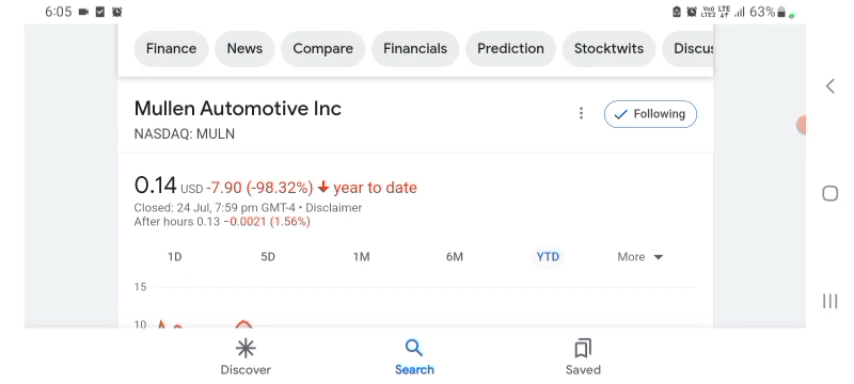 6:05 63%
Finance News Compare Financials Prediction Stocktwits Discus
Mullen Automotive Inc
Following
NASDAQ: MULN
0.14 USD -7.90 (-98.32%) ↓ year to date
Closed: 24 Jul, 7:59 pm GMT-4 • Disclaimer
After hours 0.13 −0.0021 (1.56%)
1D 5D 1M 6M YTD More
15
10
Discover Search Saved